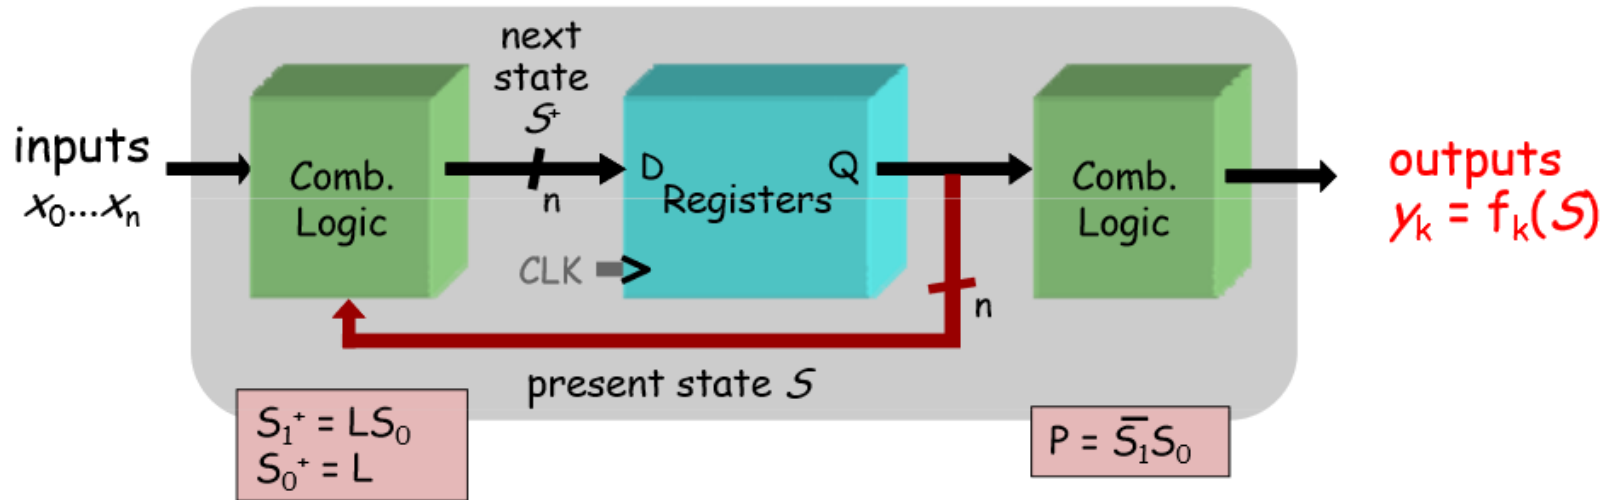 inputs
x₀...xₙ
Comb.
Logic
next
state
S⁺
n
D
Q
Registers
CLK
n
present state S
Comb.
Logic
outputs
yₖ = fₖ(S)
S₁⁺ = LS₀
S₀⁺ = L
P = S̅₁S₀